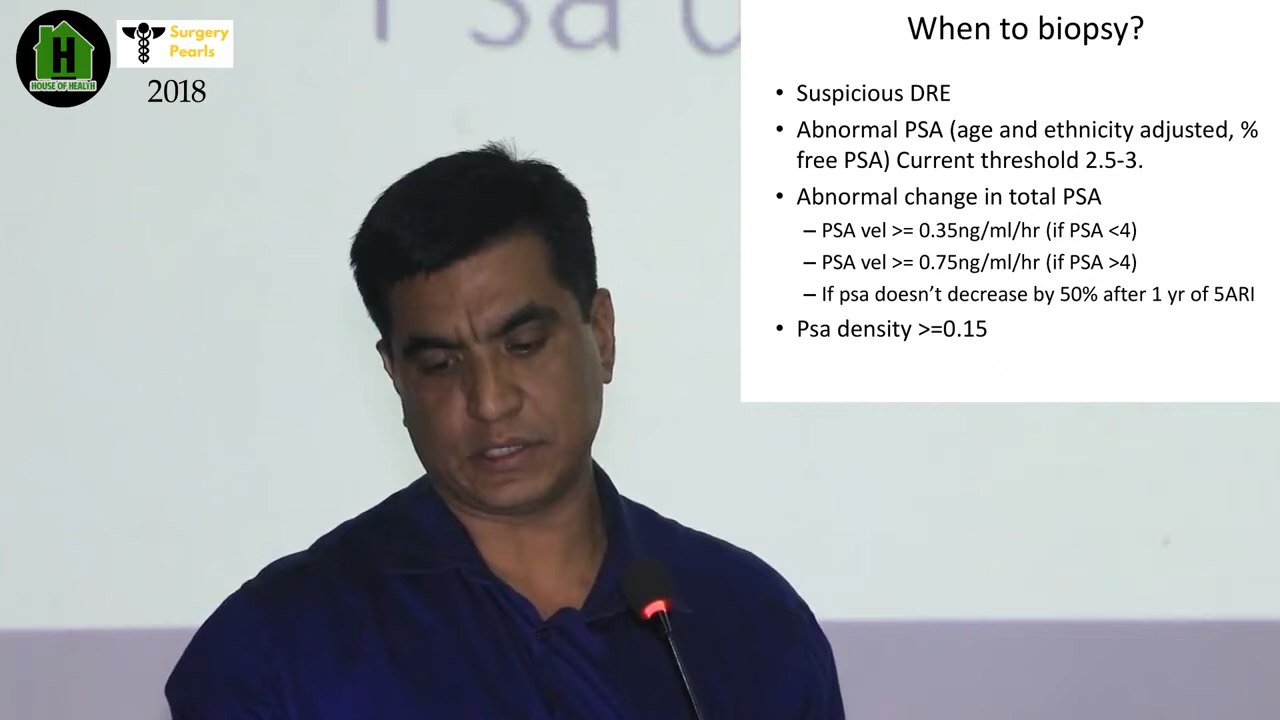 H
HOUSE OF HEALTH
Surgery
Pearls
2018
Psa d
When to biopsy?
• Suspicious DRE
• Abnormal PSA (age and ethnicity adjusted, %
free PSA) Current threshold 2.5-3.
• Abnormal change in total PSA
– PSA vel >= 0.35ng/ml/hr (if PSA <4)
– PSA vel >= 0.75ng/ml/hr (if PSA >4)
– If psa doesn't decrease by 50% after 1 yr of 5ARI
• Psa density >=0.15